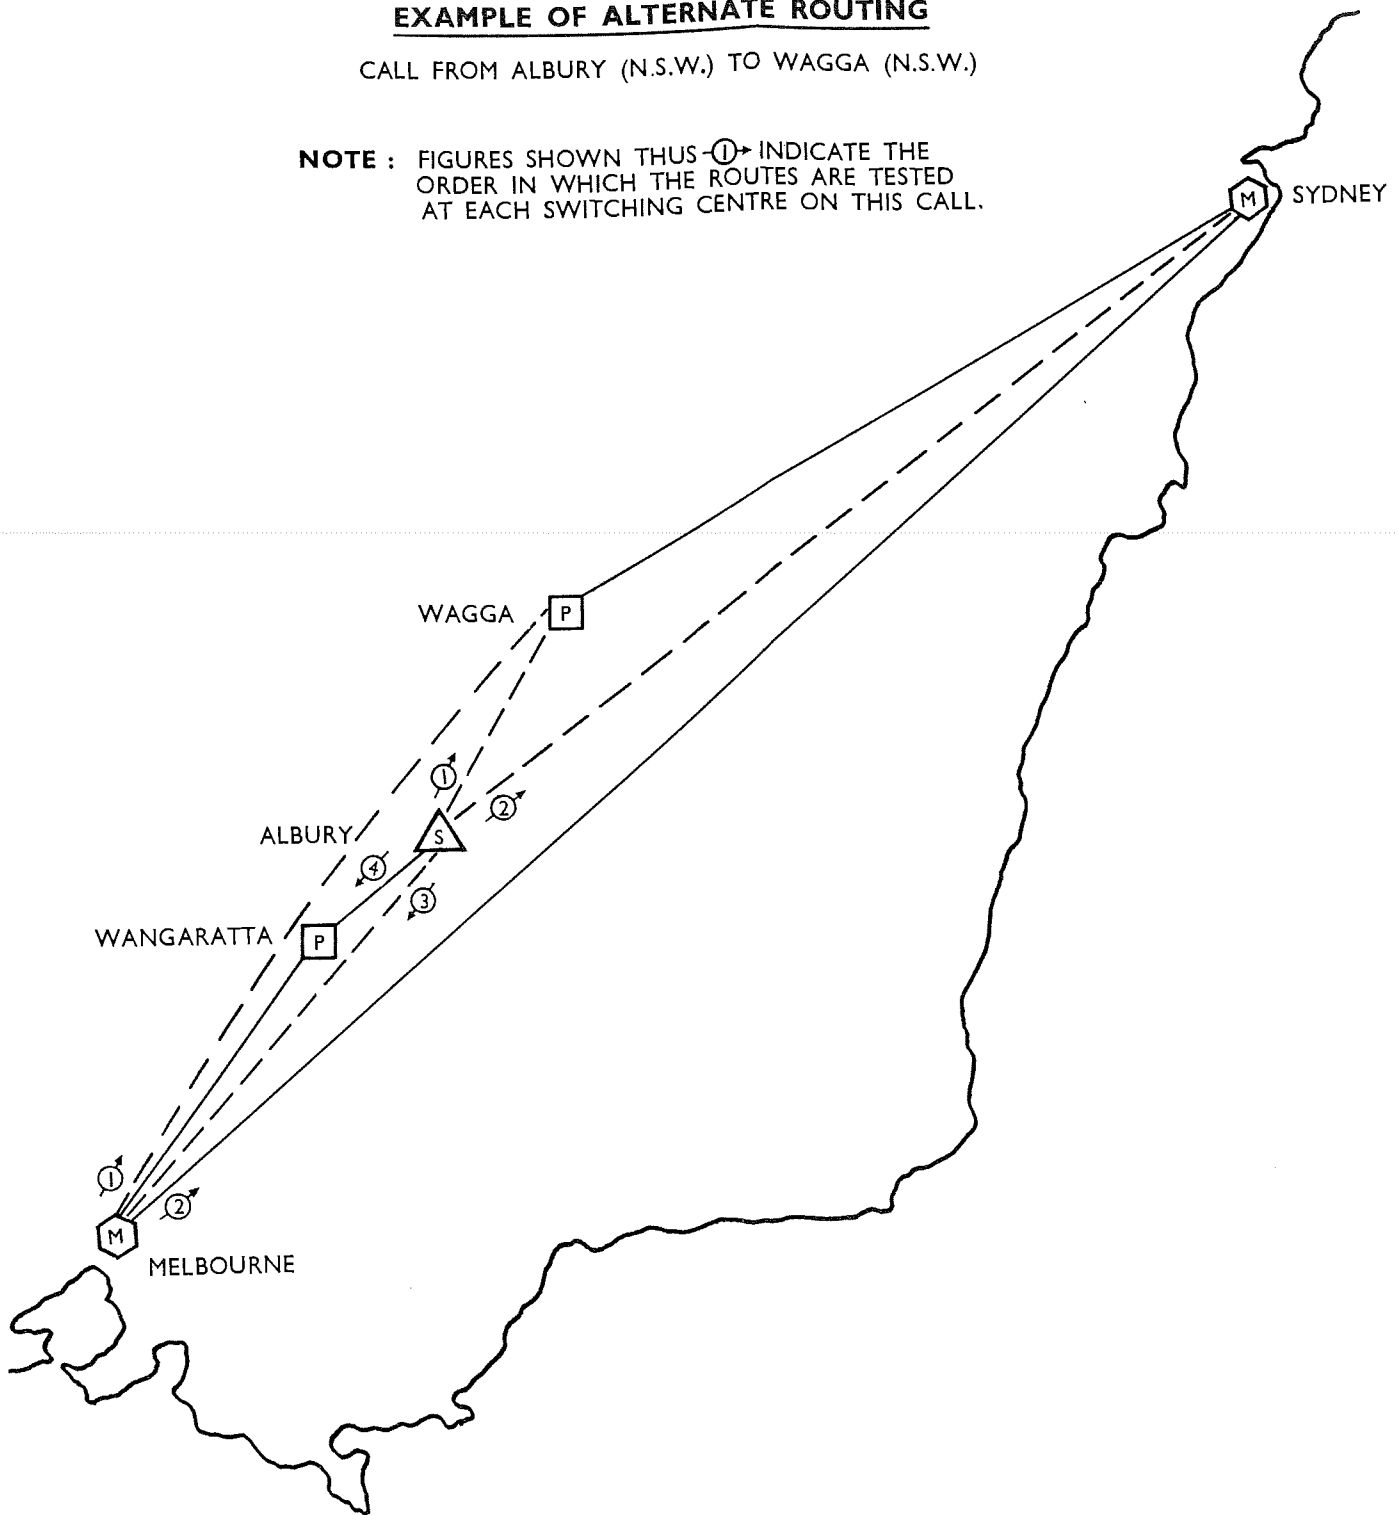 EXAMPLE OF ALTERNATE ROUTING
CALL FROM ALBURY (N.S.W.) TO WAGGA (N.S.W.)
NOTE : FIGURES SHOWN THUS 1 INDICATE THE
ORDER IN WHICH THE ROUTES ARE TESTED
AT EACH SWITCHING CENTRE ON THIS CALL.
M SYDNEY
WAGGA P
1
2
ALBURY S
4
3
WANGARATTA P
1
2
M
MELBOURNE